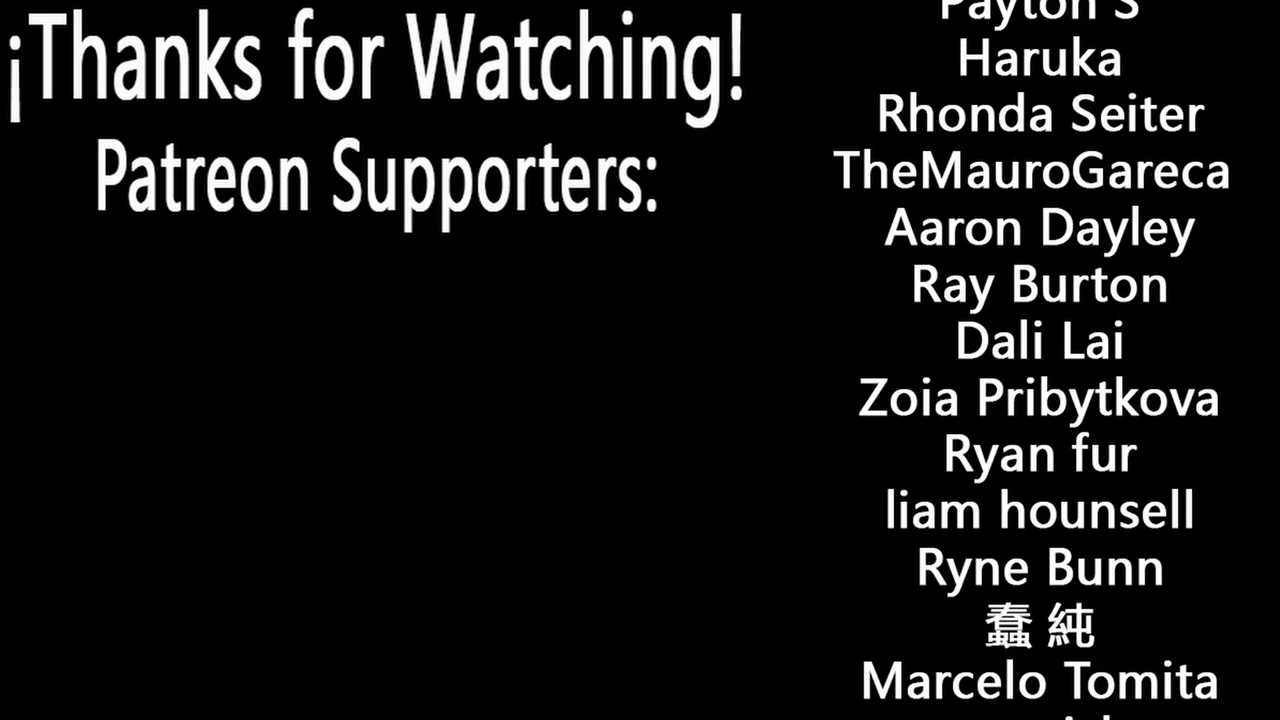 ¡Thanks for Watching!
Patreon Supporters:
Payton S
Haruka
Rhonda Seiter
TheMauroGareca
Aaron Dayley
Ray Burton
Dali Lai
Zoia Pribytkova
Ryan fur
liam hounsell
Ryne Bunn
蠢 純
Marcelo Tomita